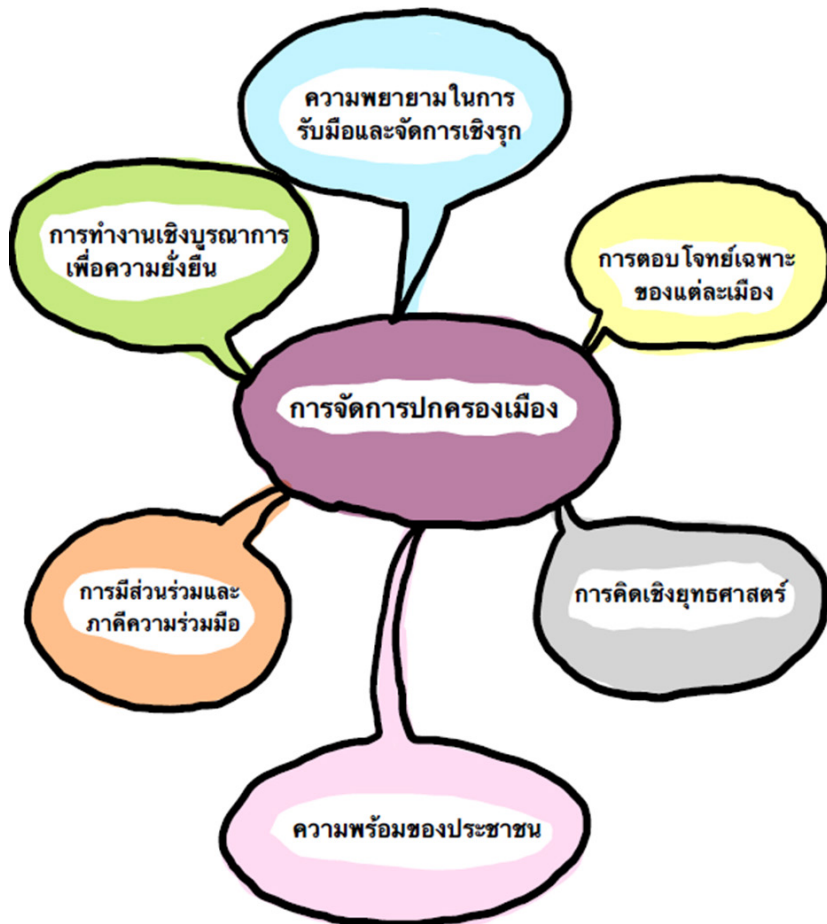 ความพยายามในการ
รับมือและจัดการเชิงรุก
การทำงานเชิงบูรณาการ
เพื่อความยั่งยืน
การตอบโจทย์เฉพาะ
ของแต่ละเมือง
การจัดการปกครองเมือง
การมีส่วนร่วมและ
ภาคีความร่วมมือ
การคิดเชิงยุทธศาสตร์
ความพร้อมของประชาชน